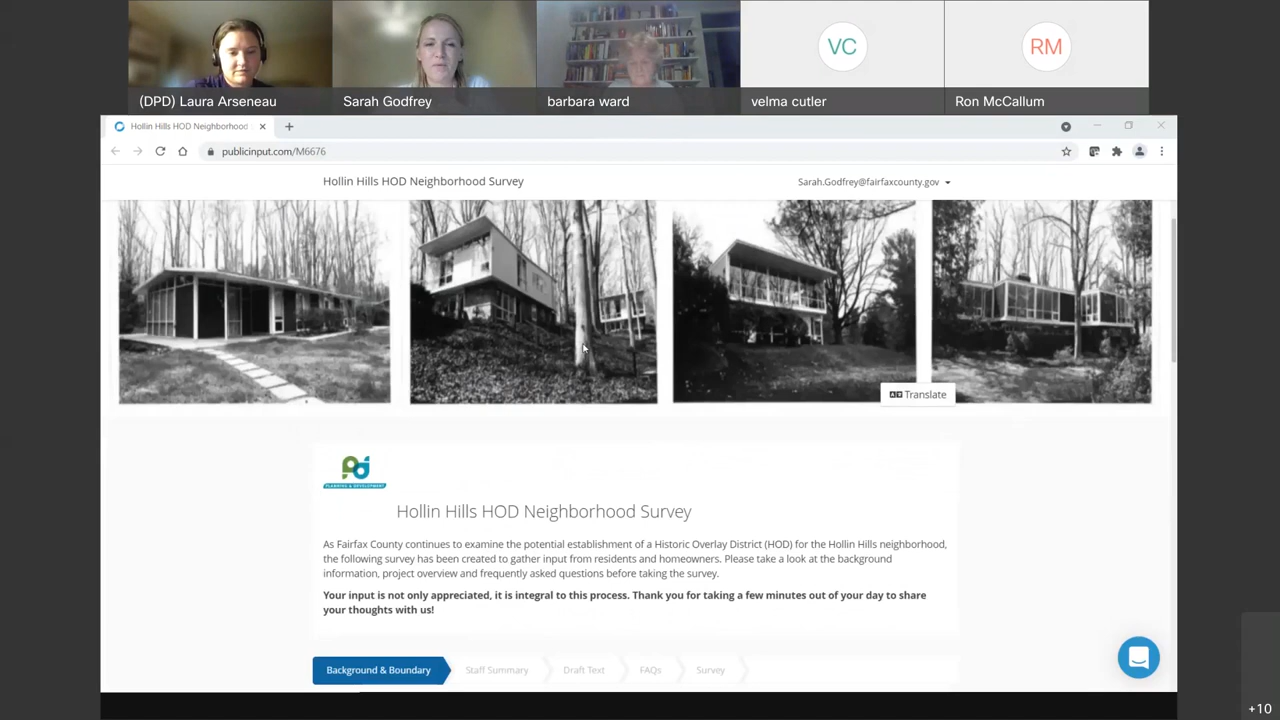 VC
RM
(DPD) Laura Arseneau
Sarah Godfrey
barbara ward
velma cutler
Ron McCallum
Hollin Hills HOD Neighborhood
publicinput.com/M6676
Hollin Hills HOD Neighborhood Survey
Sarah.Godfrey@fairfaxcounty.gov
Translate
PLANNING & DEVELOPMENT
Hollin Hills HOD Neighborhood Survey
As Fairfax County continues to examine the potential establishment of a Historic Overlay District (HOD) for the Hollin Hills neighborhood,
the following survey has been created to gather input from residents and homeowners. Please take a look at the background
information, project overview and frequently asked questions before taking the survey.
Your input is not only appreciated, it is integral to this process. Thank you for taking a few minutes out of your day to share
your thoughts with us!
Background & Boundary
Staff Summary
Draft Text
FAQs
Survey
+10